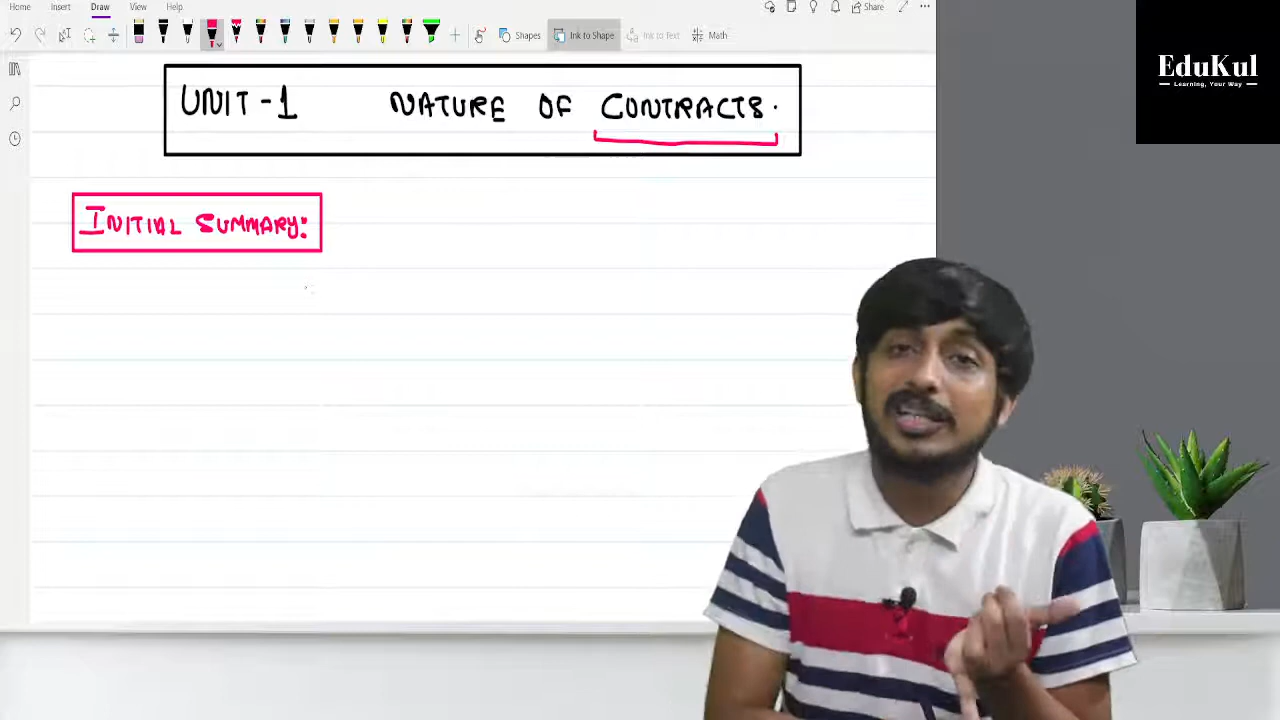 Home Insert Draw View Help Share
Shapes Ink to Shape Ink to Text Math
EduKul
Learning, Your Way
UNIT-1 NATURE OF CONTRACTS.
INITIAL SUMMARY: